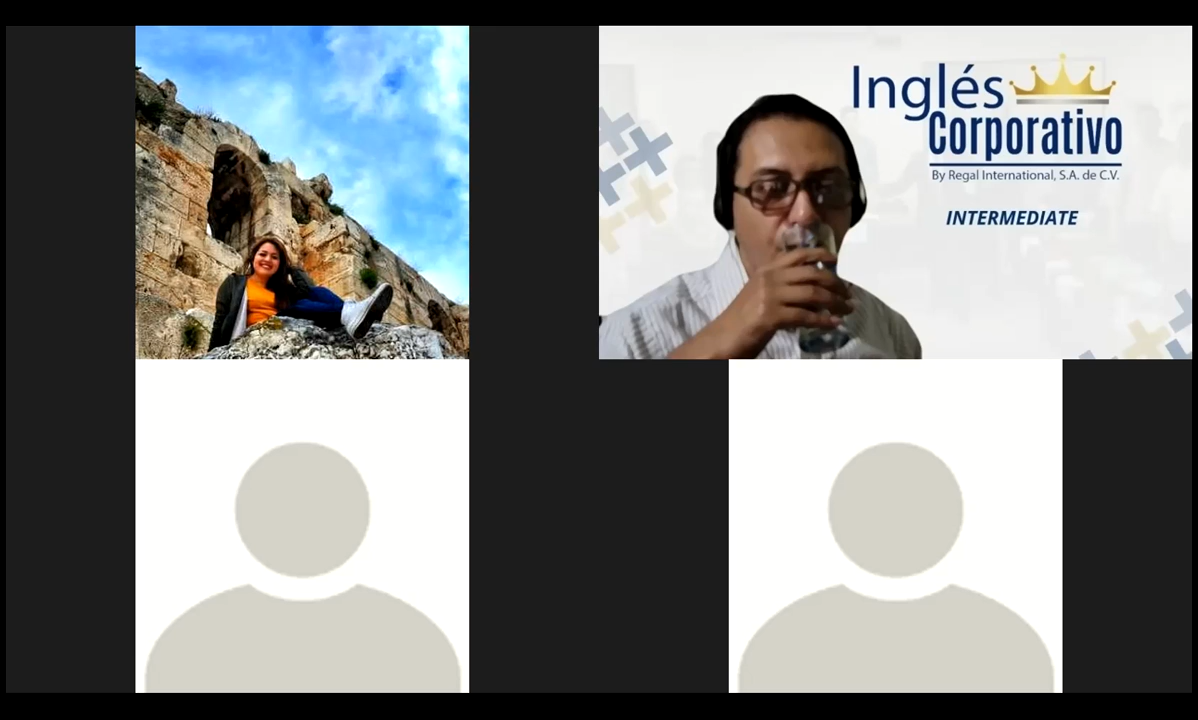 Inglés
Corporativo
By Regal International, S.A. de C.V.
INTERMEDIATE